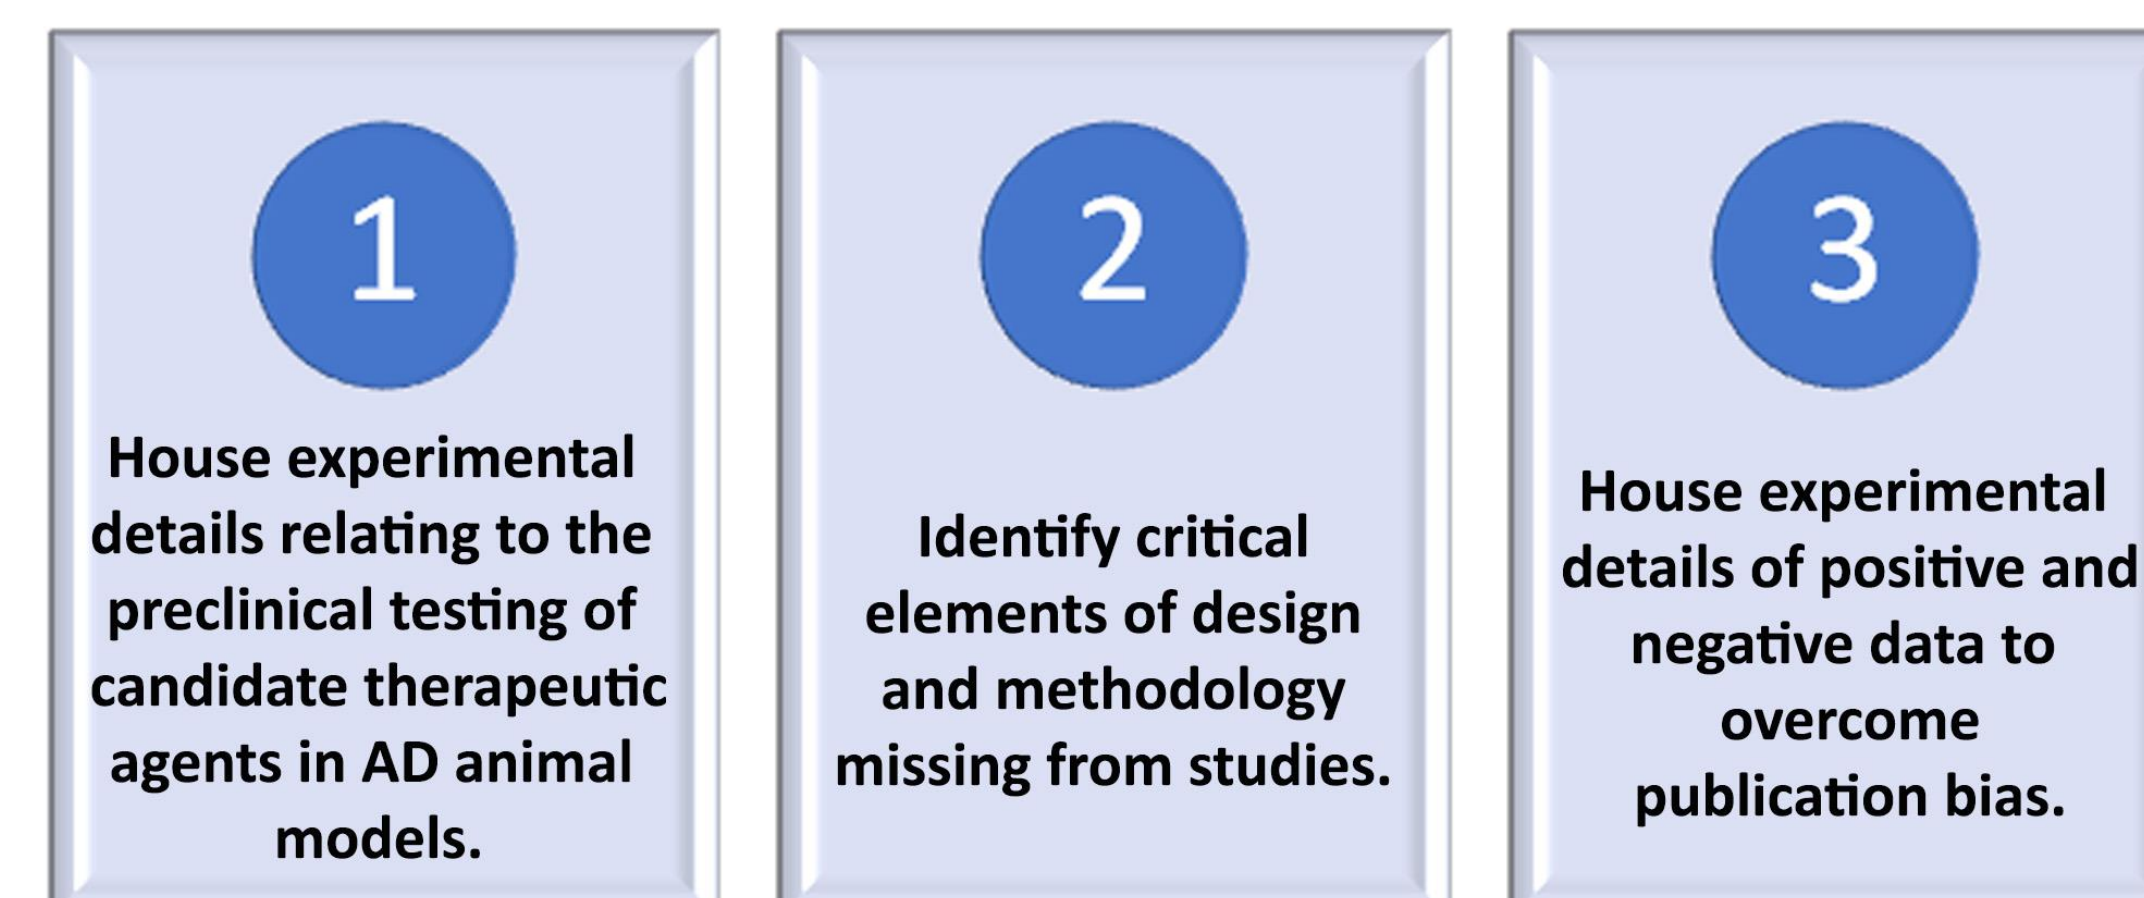 1
House experimental
details relating to the
preclinical testing of
candidate therapeutic
agents in AD animal
models.
2
Identify critical
elements of design
and methodology
missing from studies.
3
House experimental
details of positive and
negative data to
overcome
publication bias.